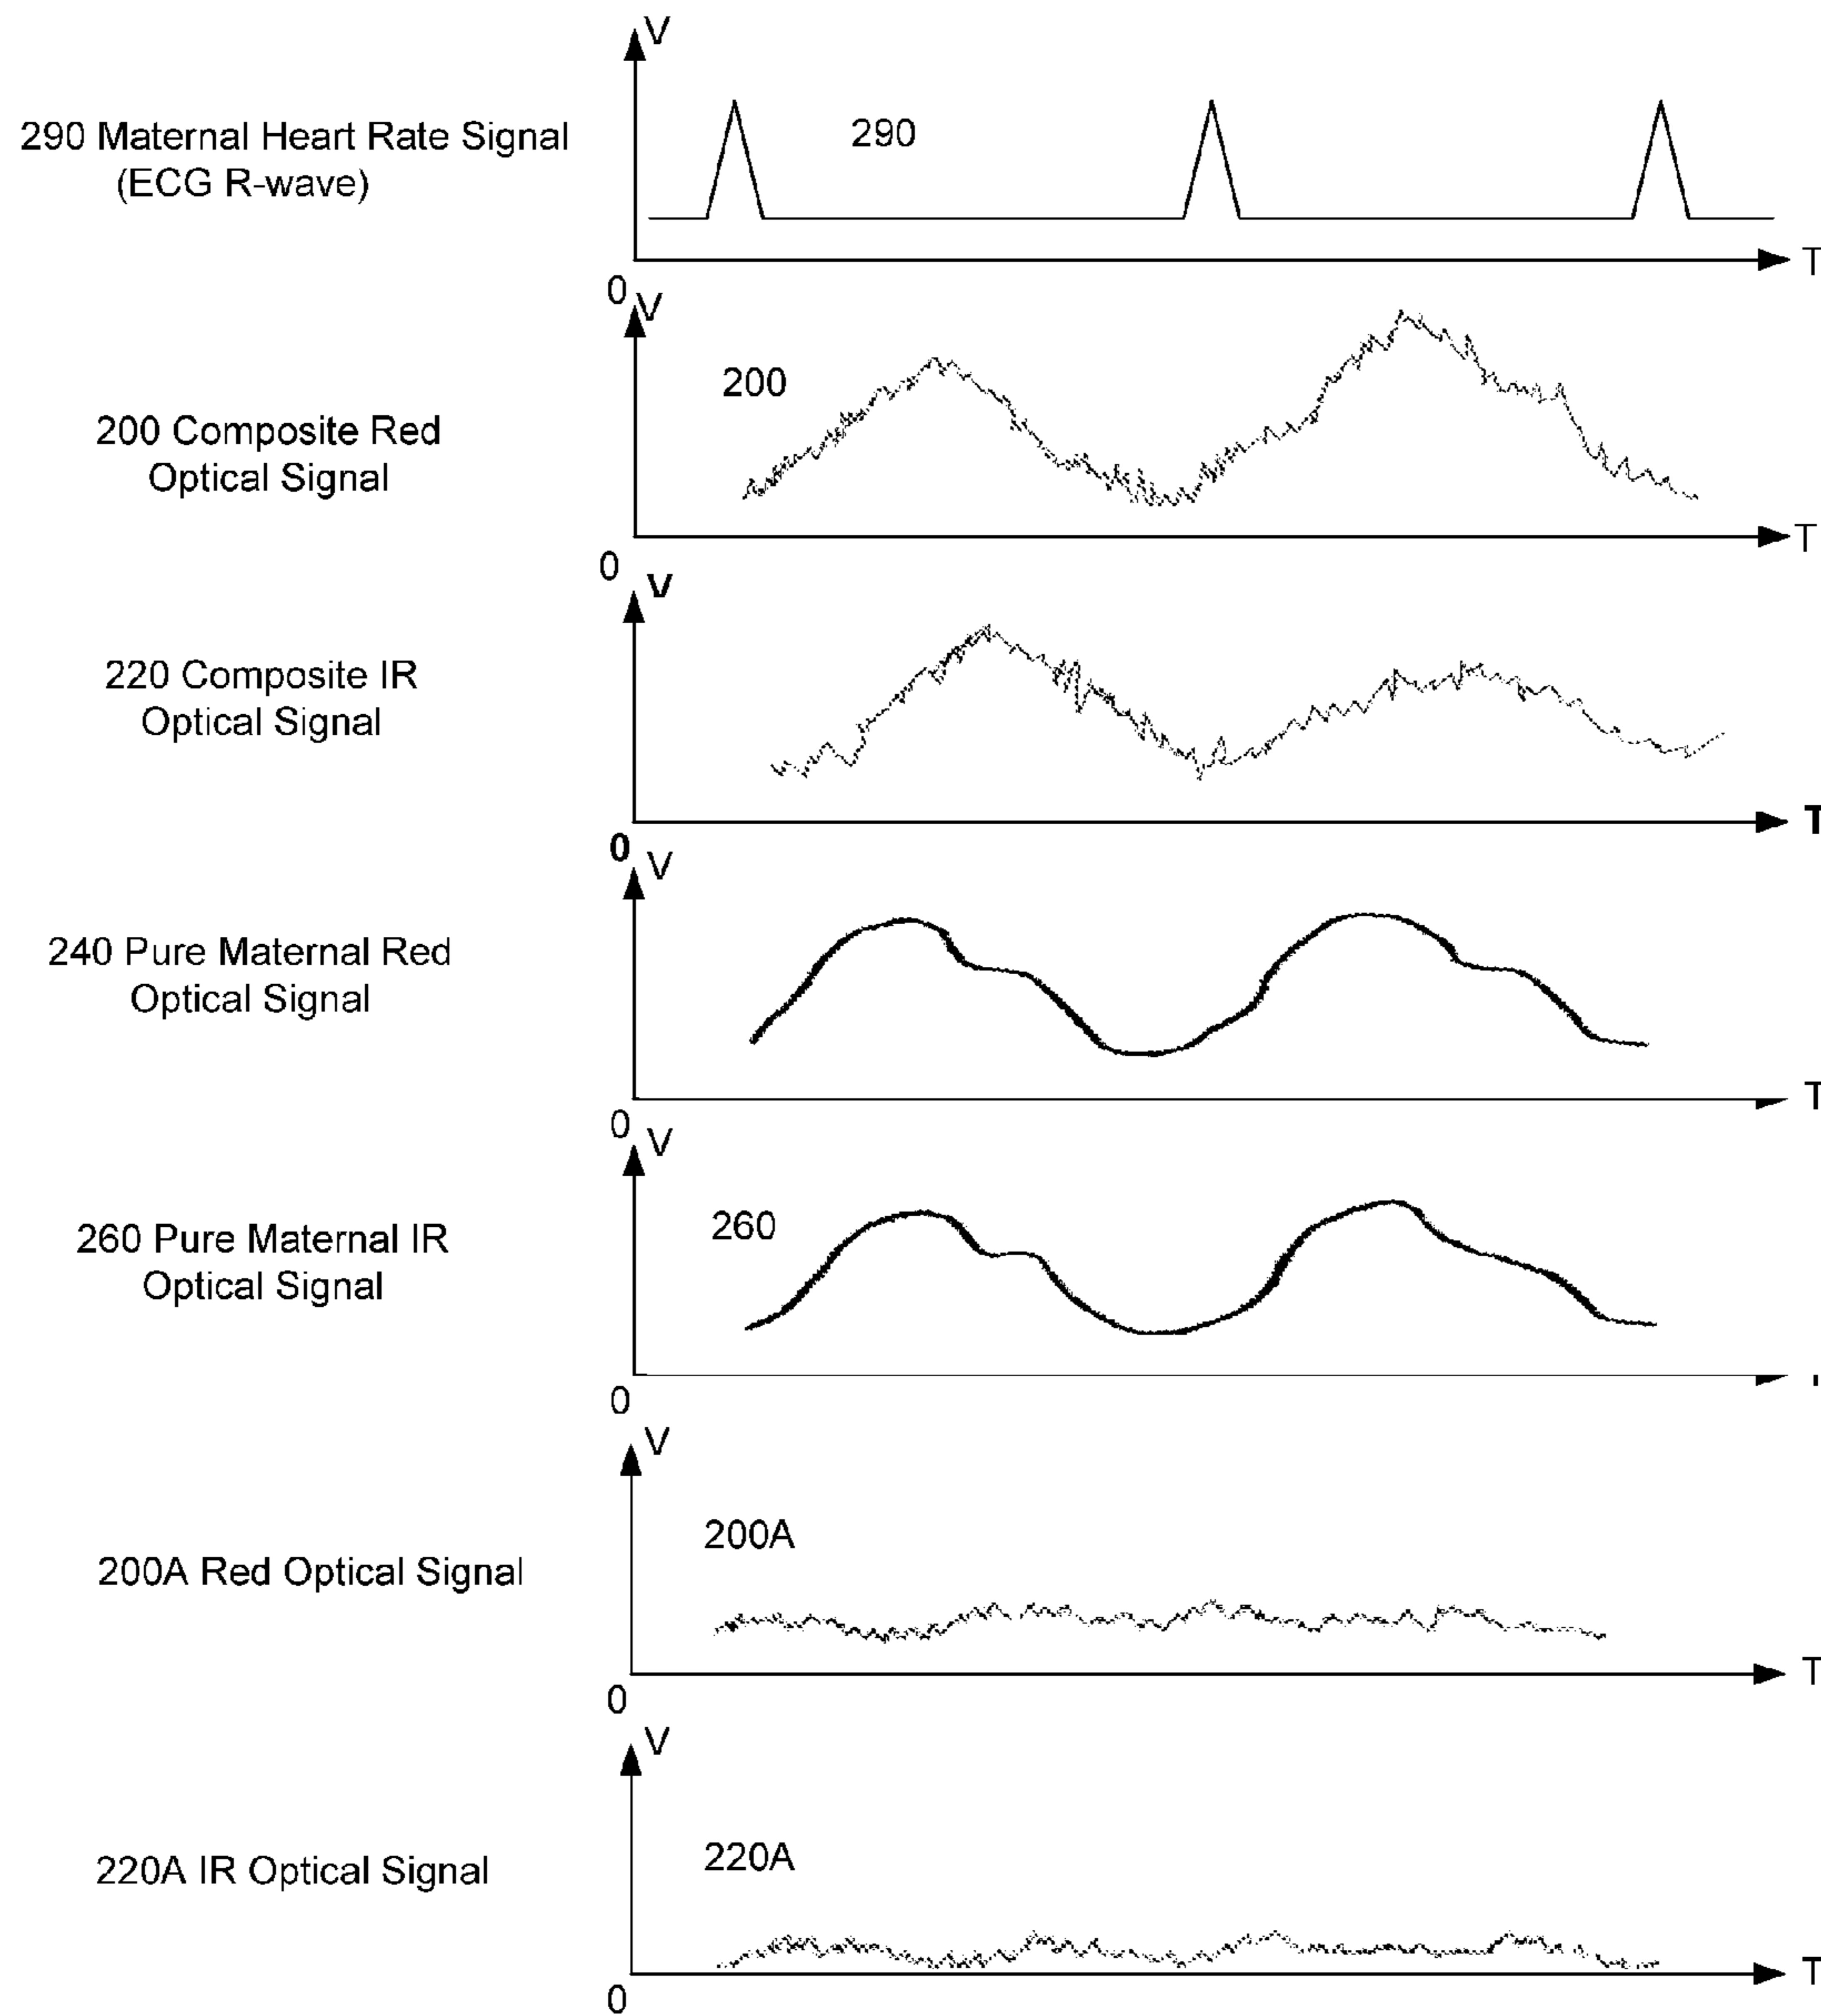 V
290 Maternal Heart Rate Signal
(ECG R-wave)
290
T
0
V
200
200 Composite Red
Optical Signal
T
0
V
220 Composite IR
Optical Signal
T
0
V
240 Pure Maternal Red
Optical Signal
T
0
V
260
260 Pure Maternal IR
Optical Signal
0
V
200A
200A Red Optical Signal
T
0
V
220A
220A IR Optical Signal
T
0